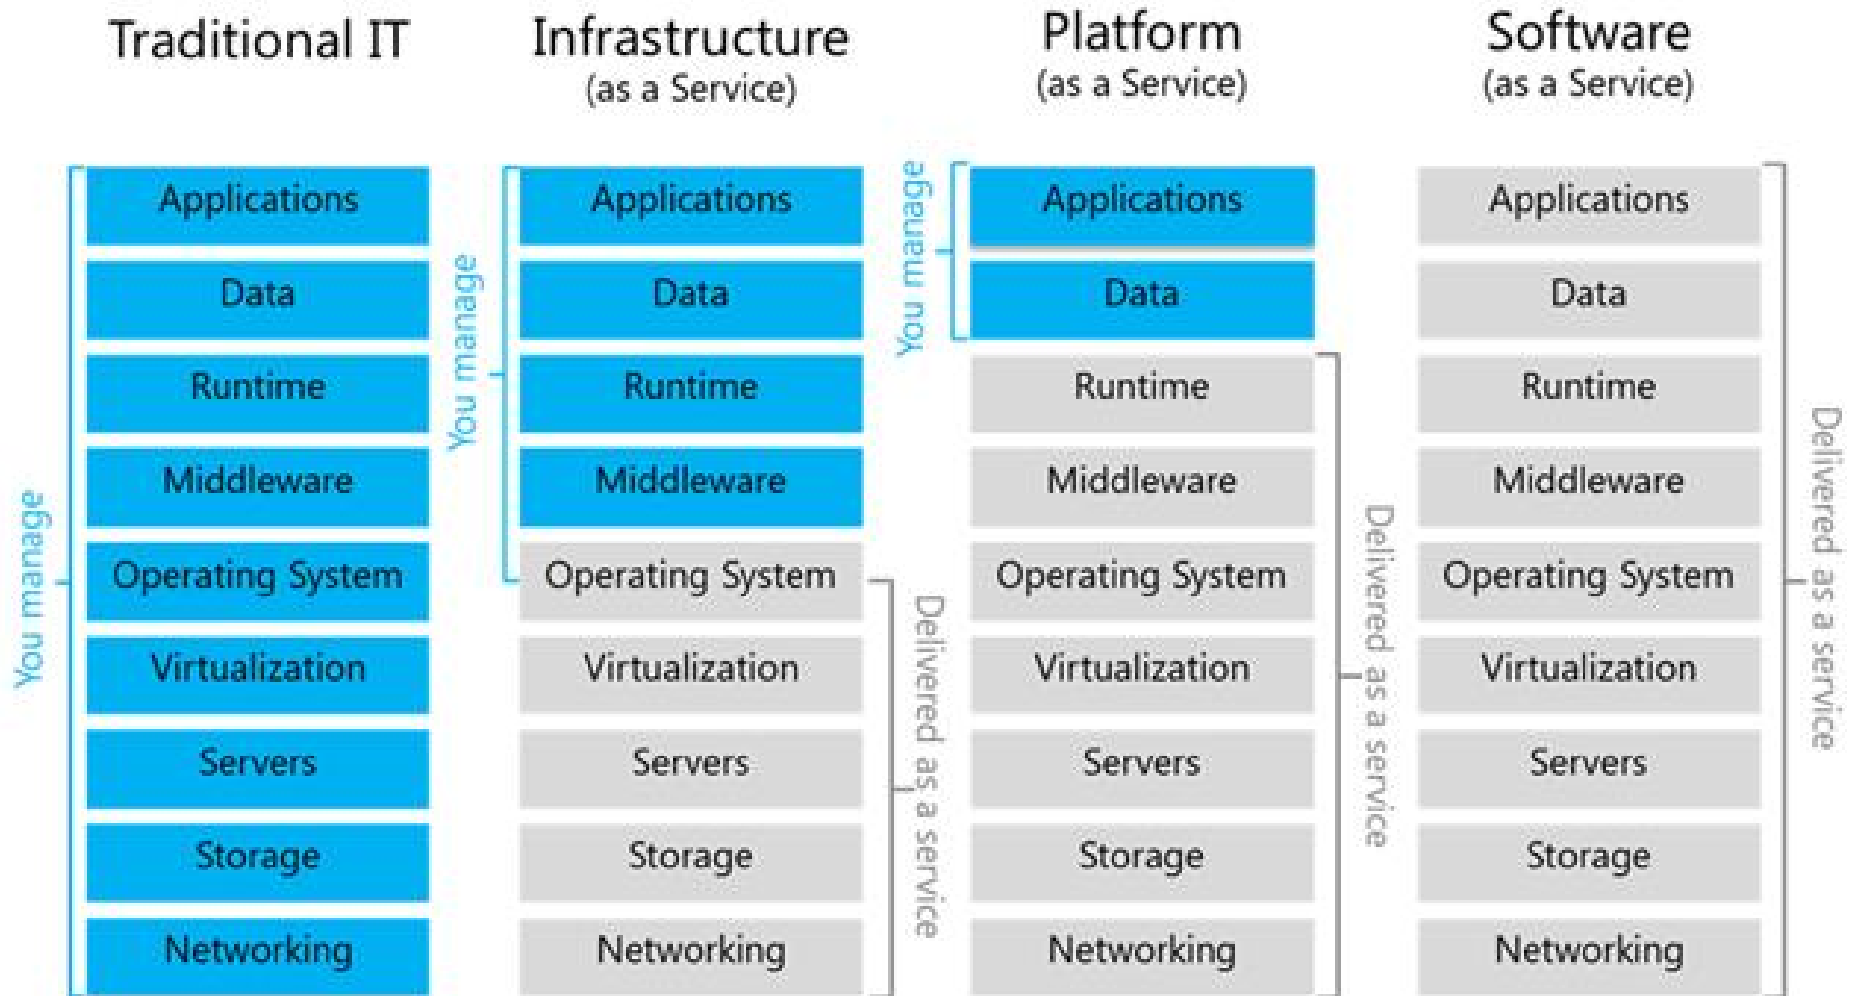 Traditional IT
You manage
Applications
Data
Runtime
Middleware
Operating System
Virtualization
Servers
Storage
Networking
Infrastructure
(as a Service)
You manage
Applications
Data
Runtime
Middleware
Operating System
Virtualization
Servers
Storage
Networking
Delivered as a service
Platform
(as a Service)
You manage
Applications
Data
Runtime
Middleware
Operating System
Virtualization
Servers
Storage
Networking
Delivered as a service
Software
(as a Service)
Applications
Data
Runtime
Middleware
Operating System
Virtualization
Servers
Storage
Networking
Delivered as a service